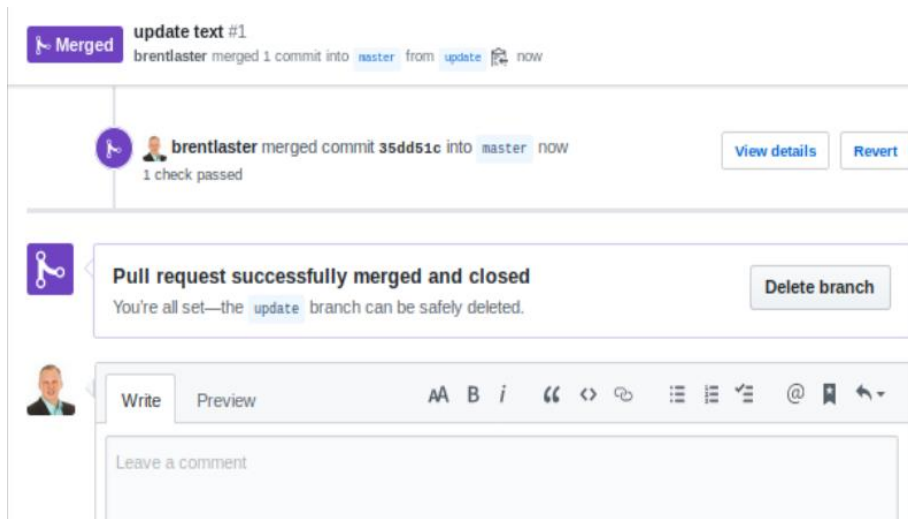 Merged
update text #1
brentlaster merged 1 commit into master from update now
brentlaster merged commit 35dd51c into master now
1 check passed
View details
Revert
Pull request successfully merged and closed
You're all set—the update branch can be safely deleted.
Delete branch
Write
Preview
AA B i “ <> @
Leave a comment